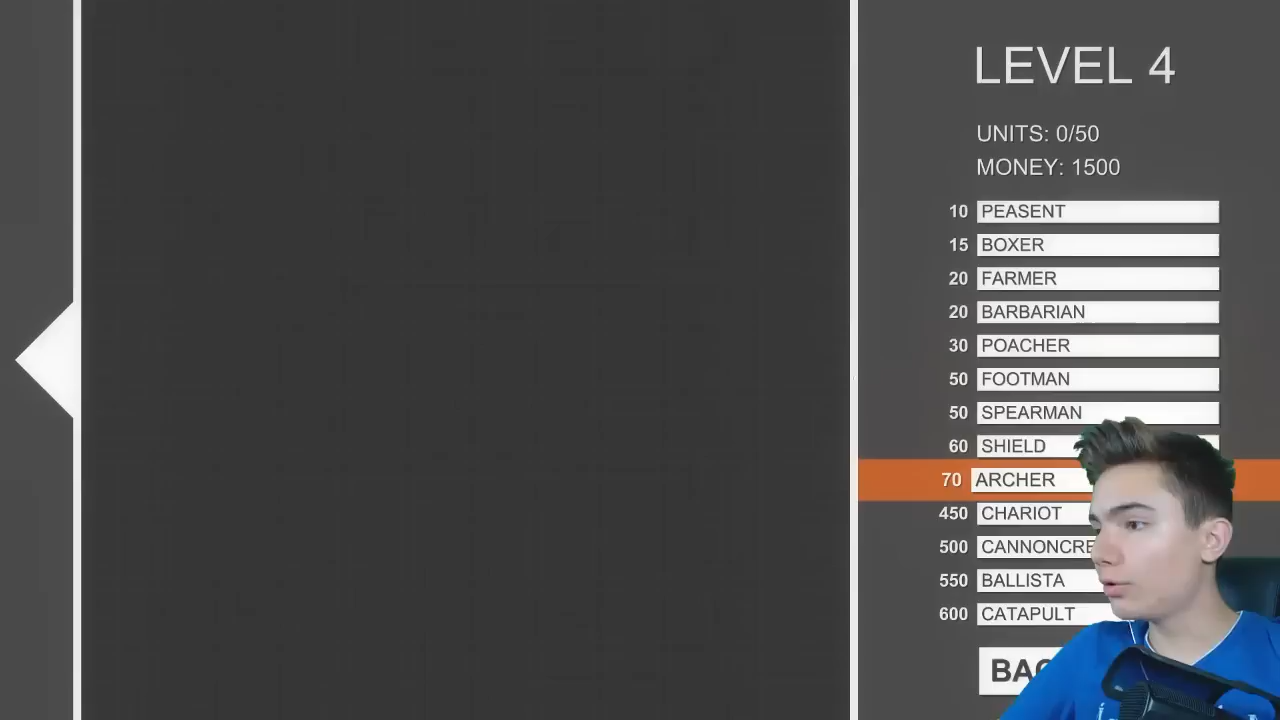 LEVEL 4
UNITS: 0/50
MONEY: 1500
10 PEASENT
15 BOXER
20 FARMER
20 BARBARIAN
30 POACHER
50 FOOTMAN
50 SPEARMAN
60 SHIELD
70 ARCHER
450 CHARIOT
500 CANNONCRE
550 BALLISTA
600 CATAPULT